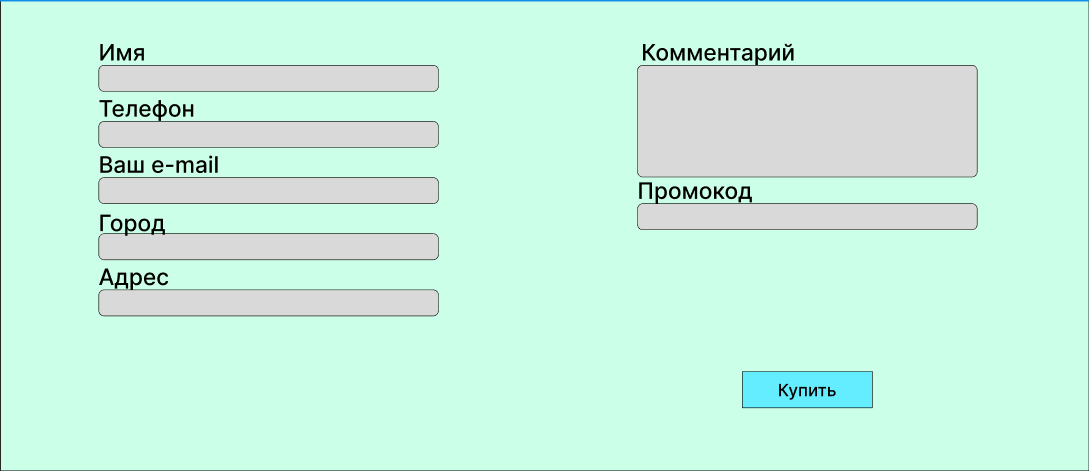 Имя
Телефон
Ваш e-mail
Город
Адрес
Комментарий
Промокод
Купить